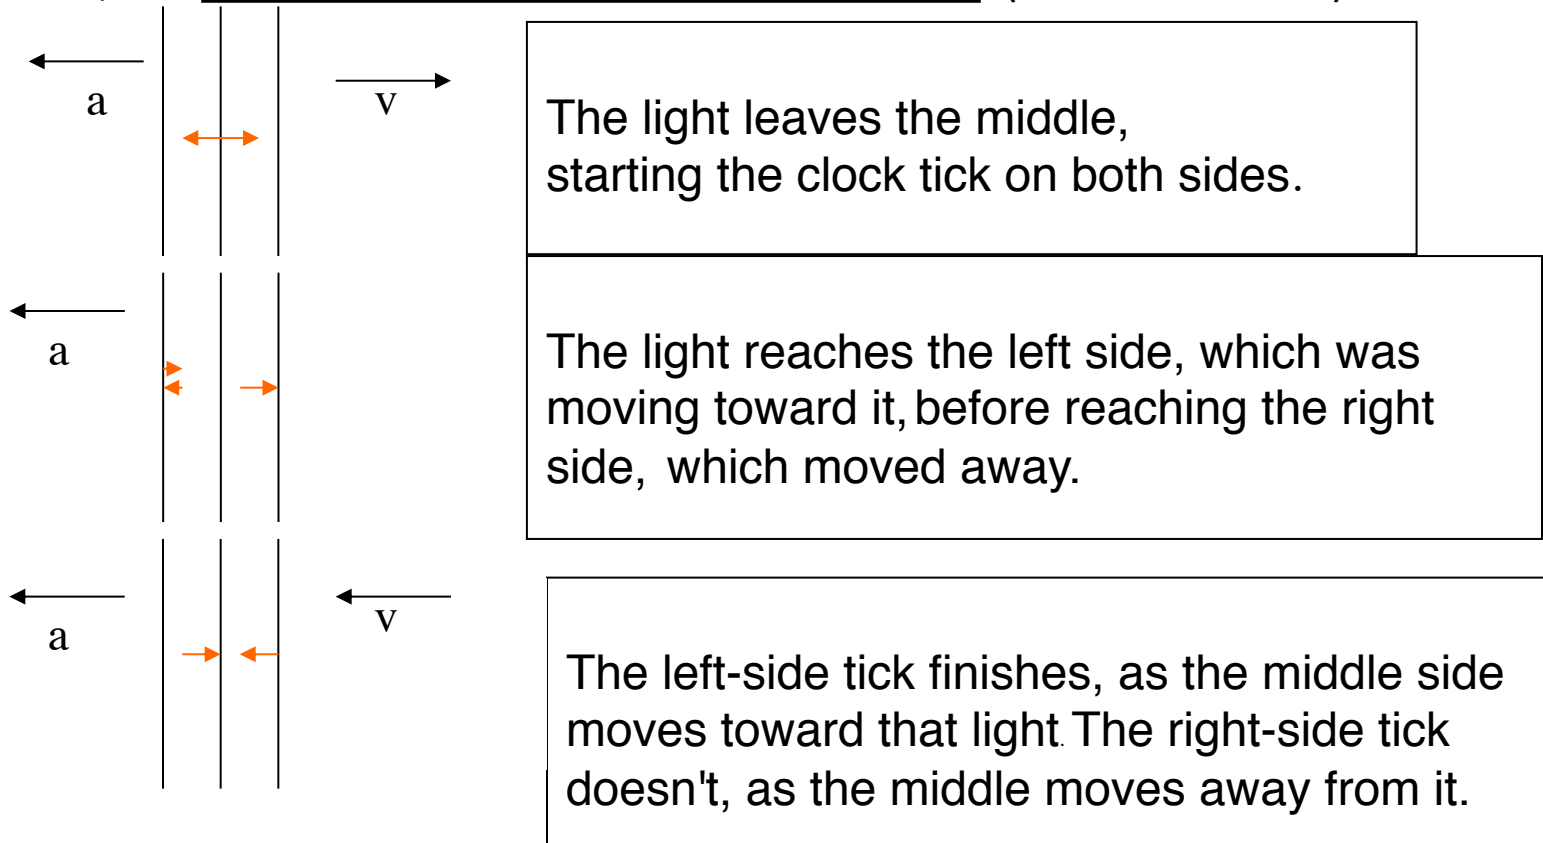 a
v
The light leaves the middle,
starting the clock tick on both sides.
a
The light reaches the left side, which was
moving toward it, before reaching the right
side, which moved away.
a
v
The left-side tick finishes, as the middle side
moves toward that light. The right-side tick
doesn't, as the middle moves away from it.